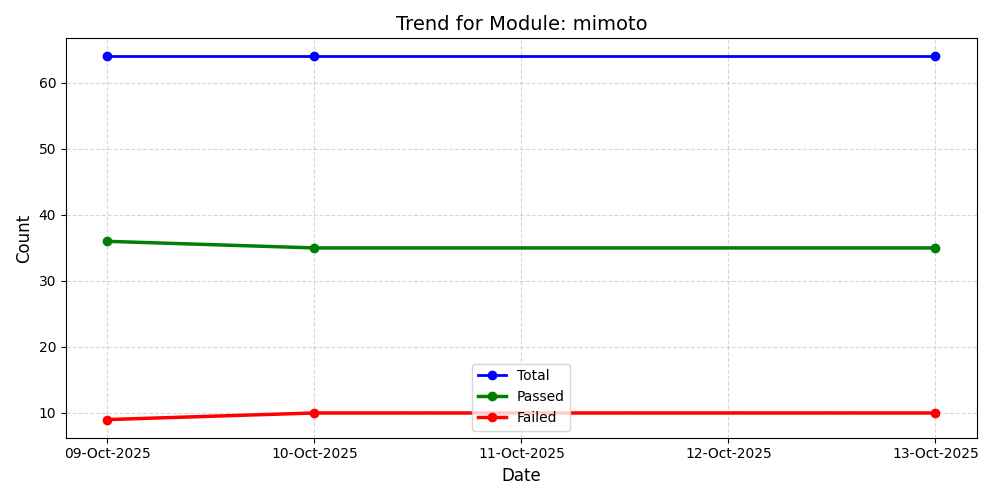 Trend for Module: mimoto
Count
60
50
40
30
20
10
Total
Passed
Failed
09-Oct-2025
10-Oct-2025
11-Oct-2025
12-Oct-2025
13-Oct-2025
Date